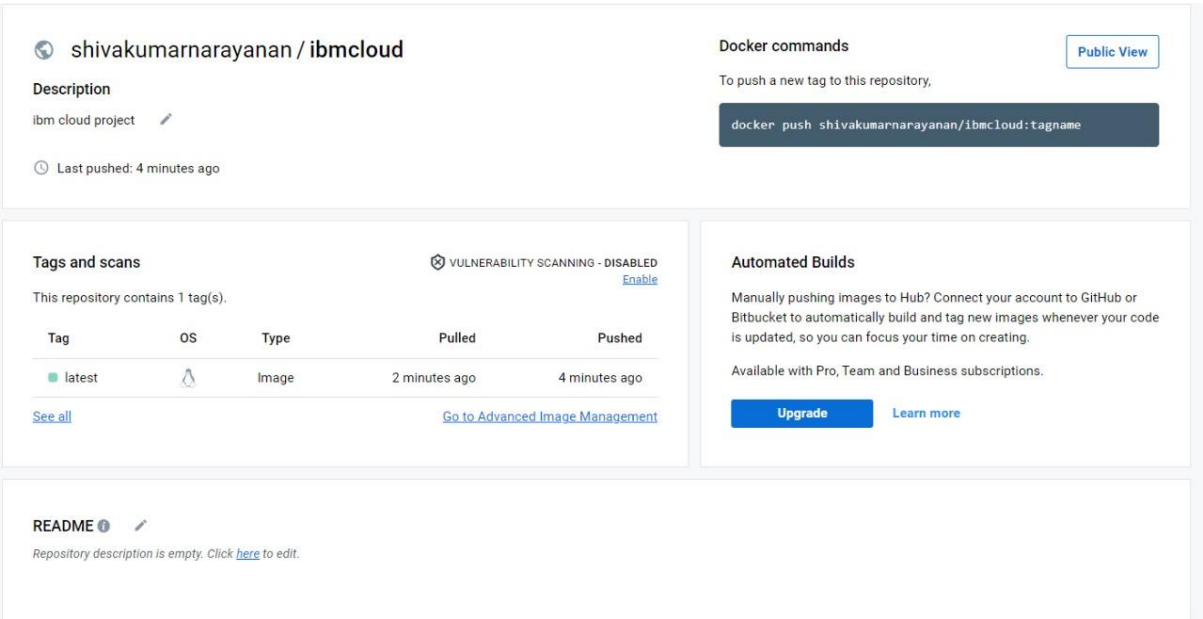 shivakumarnarayanan / ibmcloud
Description
ibm cloud project
Last pushed: 4 minutes ago
Docker commands
Public View
To push a new tag to this repository,
docker push shivakumarnarayanan/ibmcloud:tagname
Tags and scans
VULNERABILITY SCANNING - DISABLED
Enable
This repository contains 1 tag(s).
Tag OS Type Pulled Pushed
latest Image 2 minutes ago 4 minutes ago
See all Go to Advanced Image Management
Automated Builds
Manually pushing images to Hub? Connect your account to GitHub or
Bitbucket to automatically build and tag new images whenever your code
is updated, so you can focus your time on creating.
Available with Pro, Team and Business subscriptions.
Upgrade Learn more
README
Repository description is empty. Click here to edit.